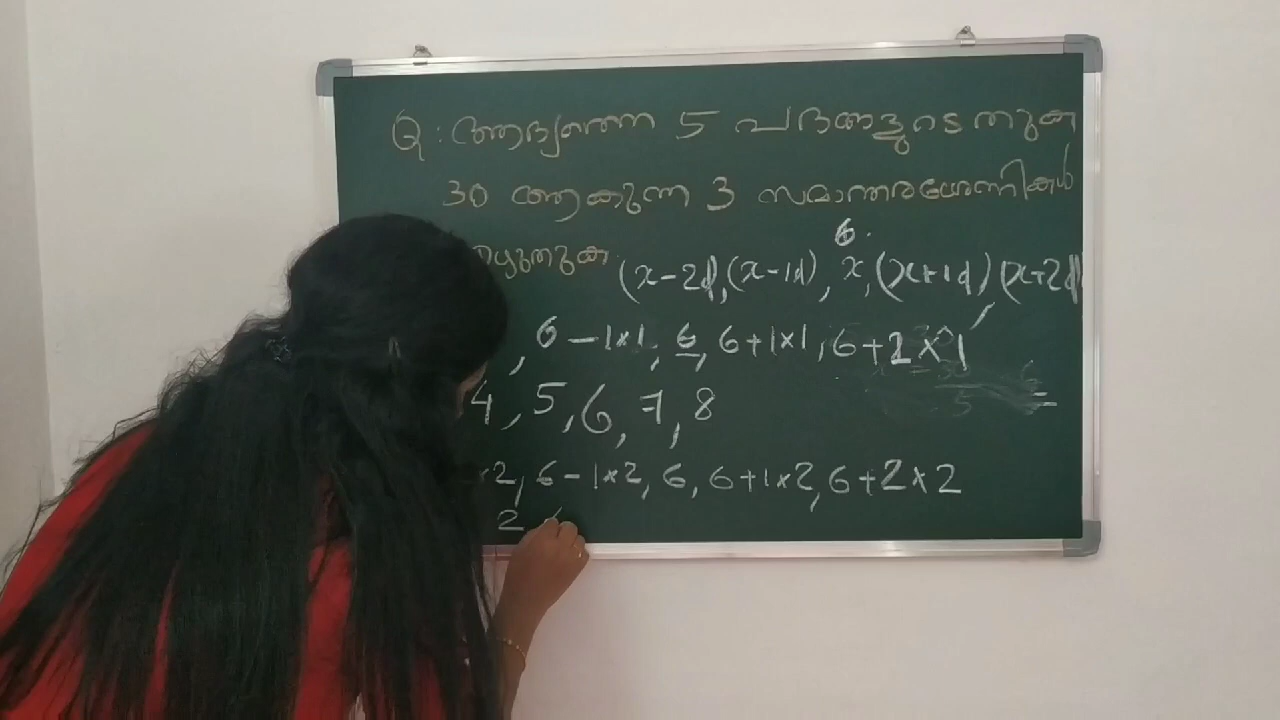 Q : ആദ്യത്തെ 5 പദങ്ങളുടെ തുക
30 ആകുന്ന 3 സമാന്തരശ്രേണികൾ
എഴുതുക
6.
(x-2d), (x-1d), x, (x+1d) (x+2d)
, 6-1×1, 6, 6+1×1, 6+2×1
4, 5, 6, 7, 8
×2, 6-1×2, 6, 6+1×2, 6+2×2
2